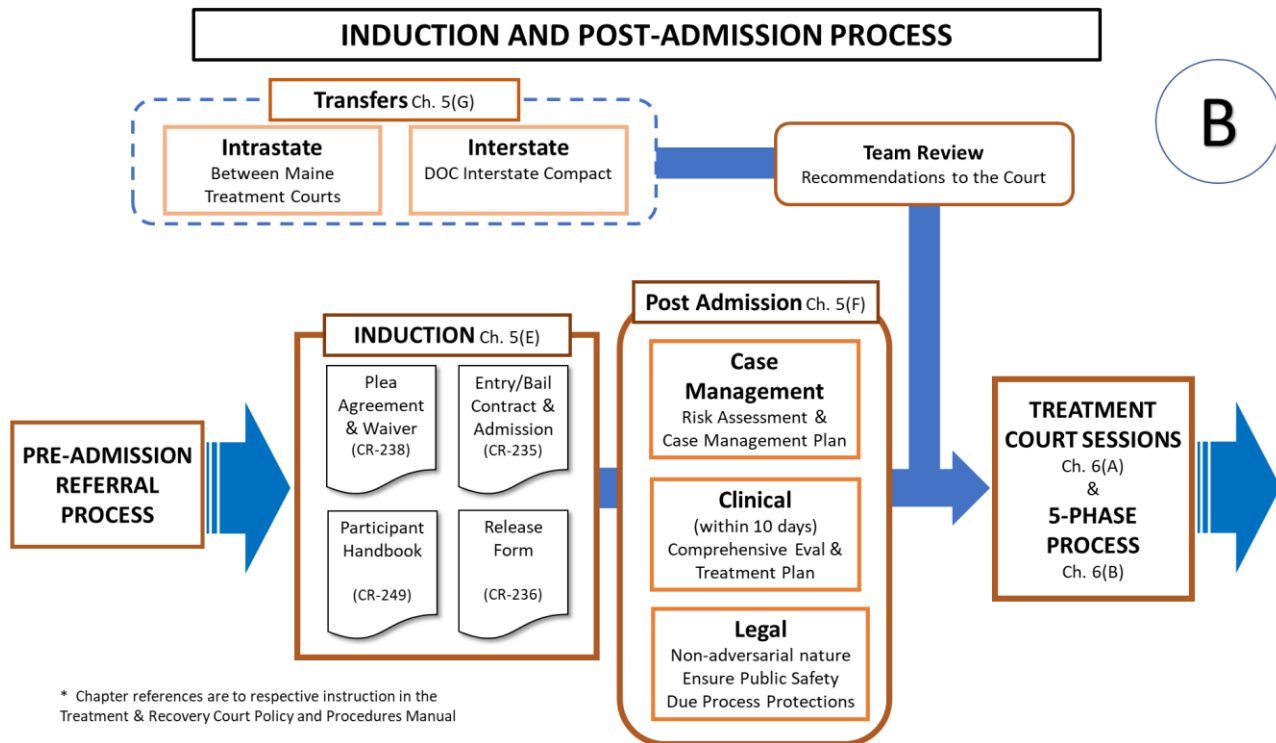 INDUCTION AND POST-ADMISSION PROCESS
B
Transfers Ch. 5(G)
Intrastate
Between Maine
Treatment Courts
Interstate
DOC Interstate Compact
Team Review
Recommendations to the Court
PRE-ADMISSION
REFERRAL
PROCESS
INDUCTION Ch. 5(E)
Plea
Agreement
& Waiver
(CR-238)
Entry/Bail
Contract &
Admission
(CR-235)
Participant
Handbook
(CR-249)
Release
Form
(CR-236)
Post Admission Ch. 5(F)
Case
Management
Risk Assessment &
Case Management Plan
Clinical
(within 10 days)
Comprehensive Eval &
Treatment Plan
Legal
Non-adversarial nature
Ensure Public Safety
Due Process Protections
TREATMENT
COURT SESSIONS
Ch. 6(A)
&
5-PHASE
PROCESS
Ch. 6(B)
* Chapter references are to respective instruction in the
Treatment & Recovery Court Policy and Procedures Manual